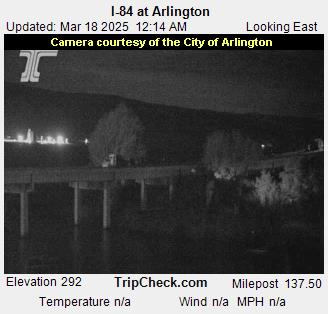 I-84 at Arlington
Updated: Mar 18 2025 12:14 AM Looking East
Camera courtesy of the City of Arlington
Elevation 292 TripCheck.com Milepost 137.50
Temperature n/a Wind n/a MPH n/a